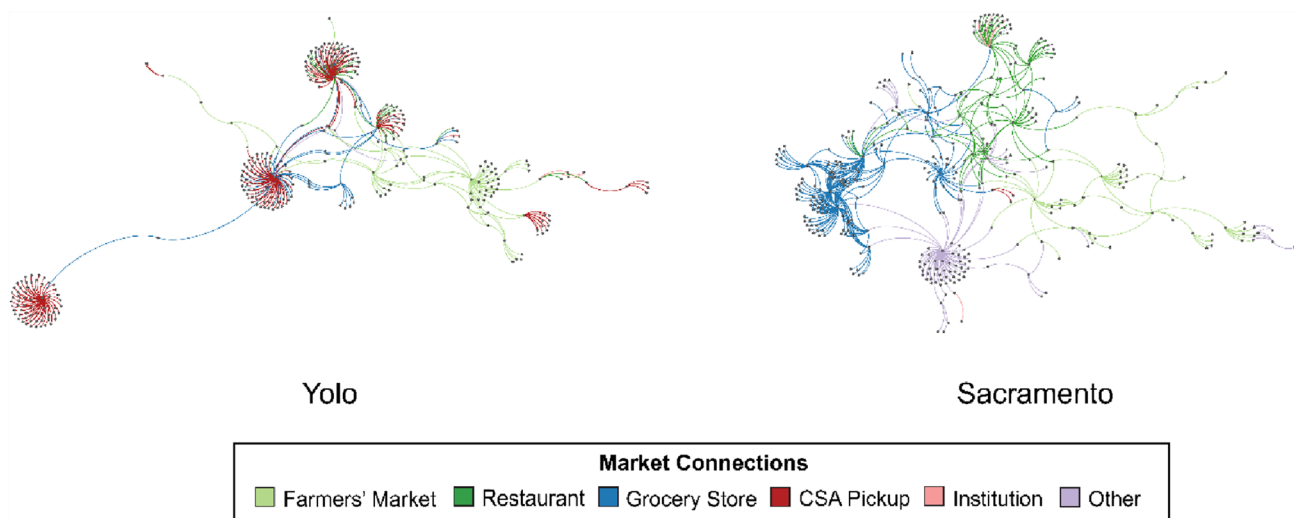 Yolo
Sacramento
Market Connections
Farmers' Market Restaurant Grocery Store CSA Pickup Institution Other